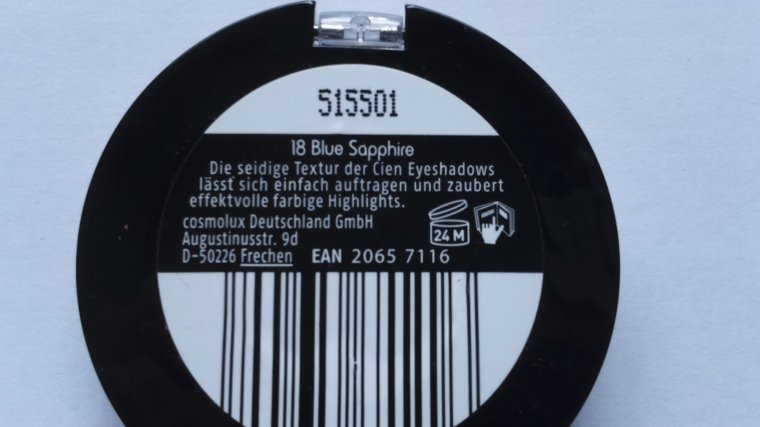 515501
18 Blue Sapphire
Die seidige Textur der Cien Eyeshadows
lässt sich einfach auftragen und zaubert
effektvolle farbige Highlights.
cosmolux Deutschland GmbH
Augustinusstr. 9d
D-50226 Frechen EAN 2065 7116
24 M